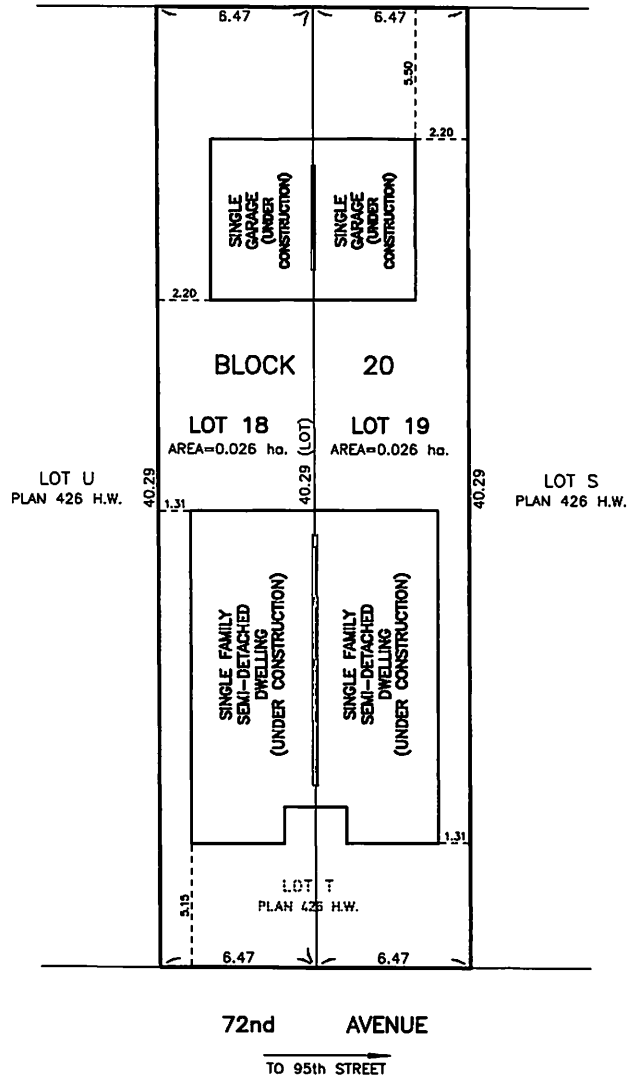 6.47 6.47
5.50
2.20
SINGLE
GARAGE
(UNDER
CONSTRUCTION)
SINGLE
GARAGE
(UNDER
CONSTRUCTION)
2.20
BLOCK 20
LOT 18
AREA=0.026 ha.
(LOT)
LOT 19
AREA=0.026 ha.
LOT U
PLAN 426 H.W.
40.29
40.29
40.29
LOT S
PLAN 426 H.W.
1.31
SINGLE FAMILY
SEMI-DETACHED
DWELLING
(UNDER CONSTRUCTION)
SINGLE FAMILY
SEMI-DETACHED
DWELLING
(UNDER CONSTRUCTION)
1.31
5.15
LOT T
PLAN 426 H.W.
6.47 6.47
72nd AVENUE
TO 95th STREET